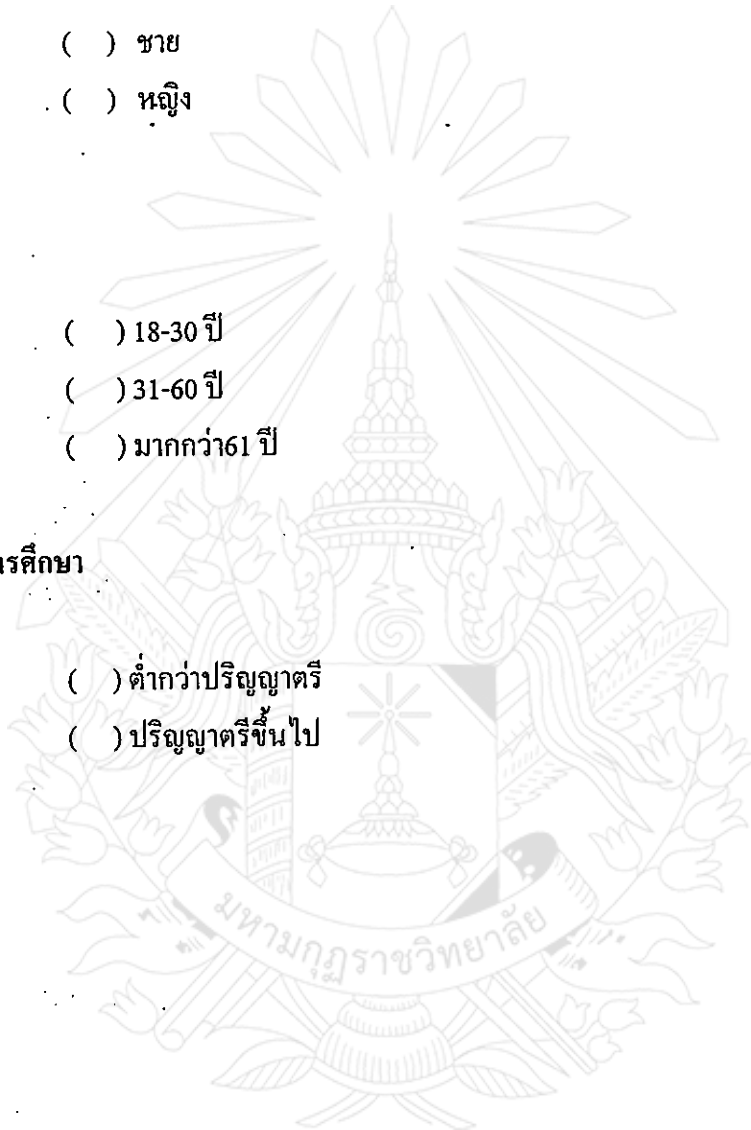 ( ) ชาย
( ) หญิง
( ) 18-30 ปี
( ) 31-60 ปี
( ) มากกว่า61 ปี
รศึกษา
( ) ต่ำกว่าปริญญาตรี
( ) ปริญญาตรีขึ้นไป
มหามกุฏราชวิทยาลัย